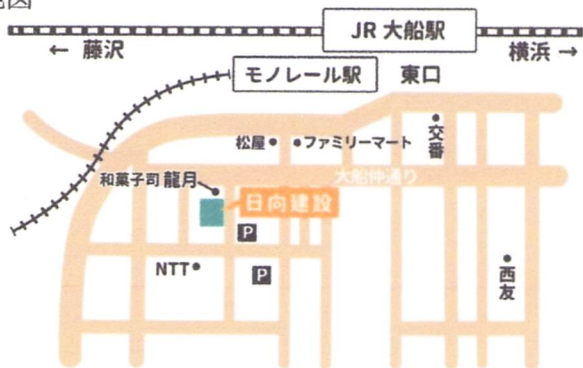 JR 大船駅
← 藤沢
横浜 →
モノレール駅
東口
松屋
ファミリーマート
交番
大船仲通り
和菓子司 龍月
日向建設
P
NTT
P
西友